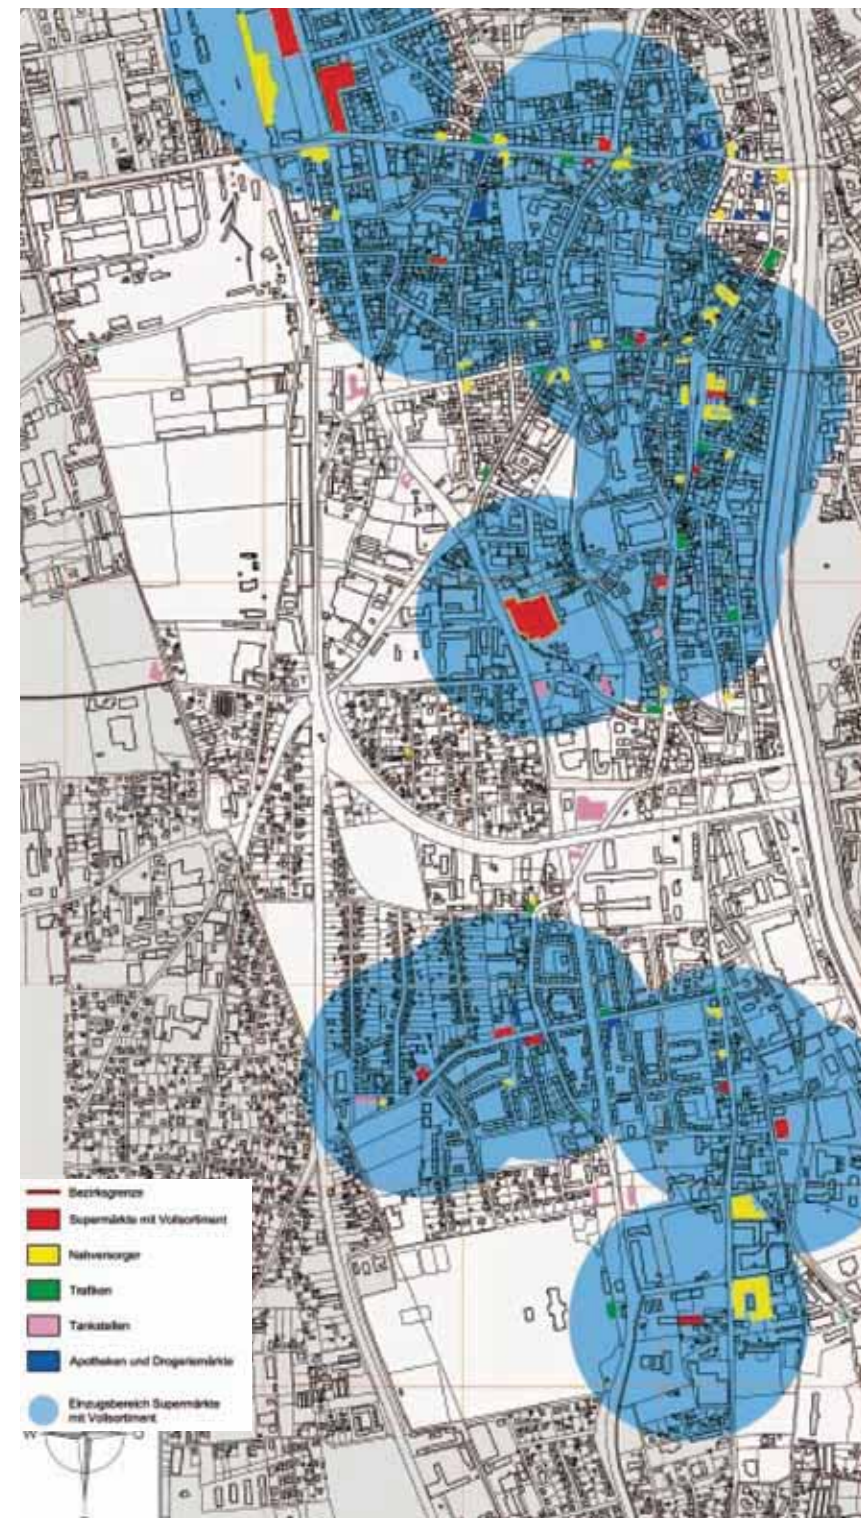 Bezirksgrenze
Supermärkte mit Vollsortiment
Nahversorger
Trafiken
Tankstellen
Apotheken und Drogeriemärkte
Einzugsbereich Supermärkte
mit Vollsortiment
W O